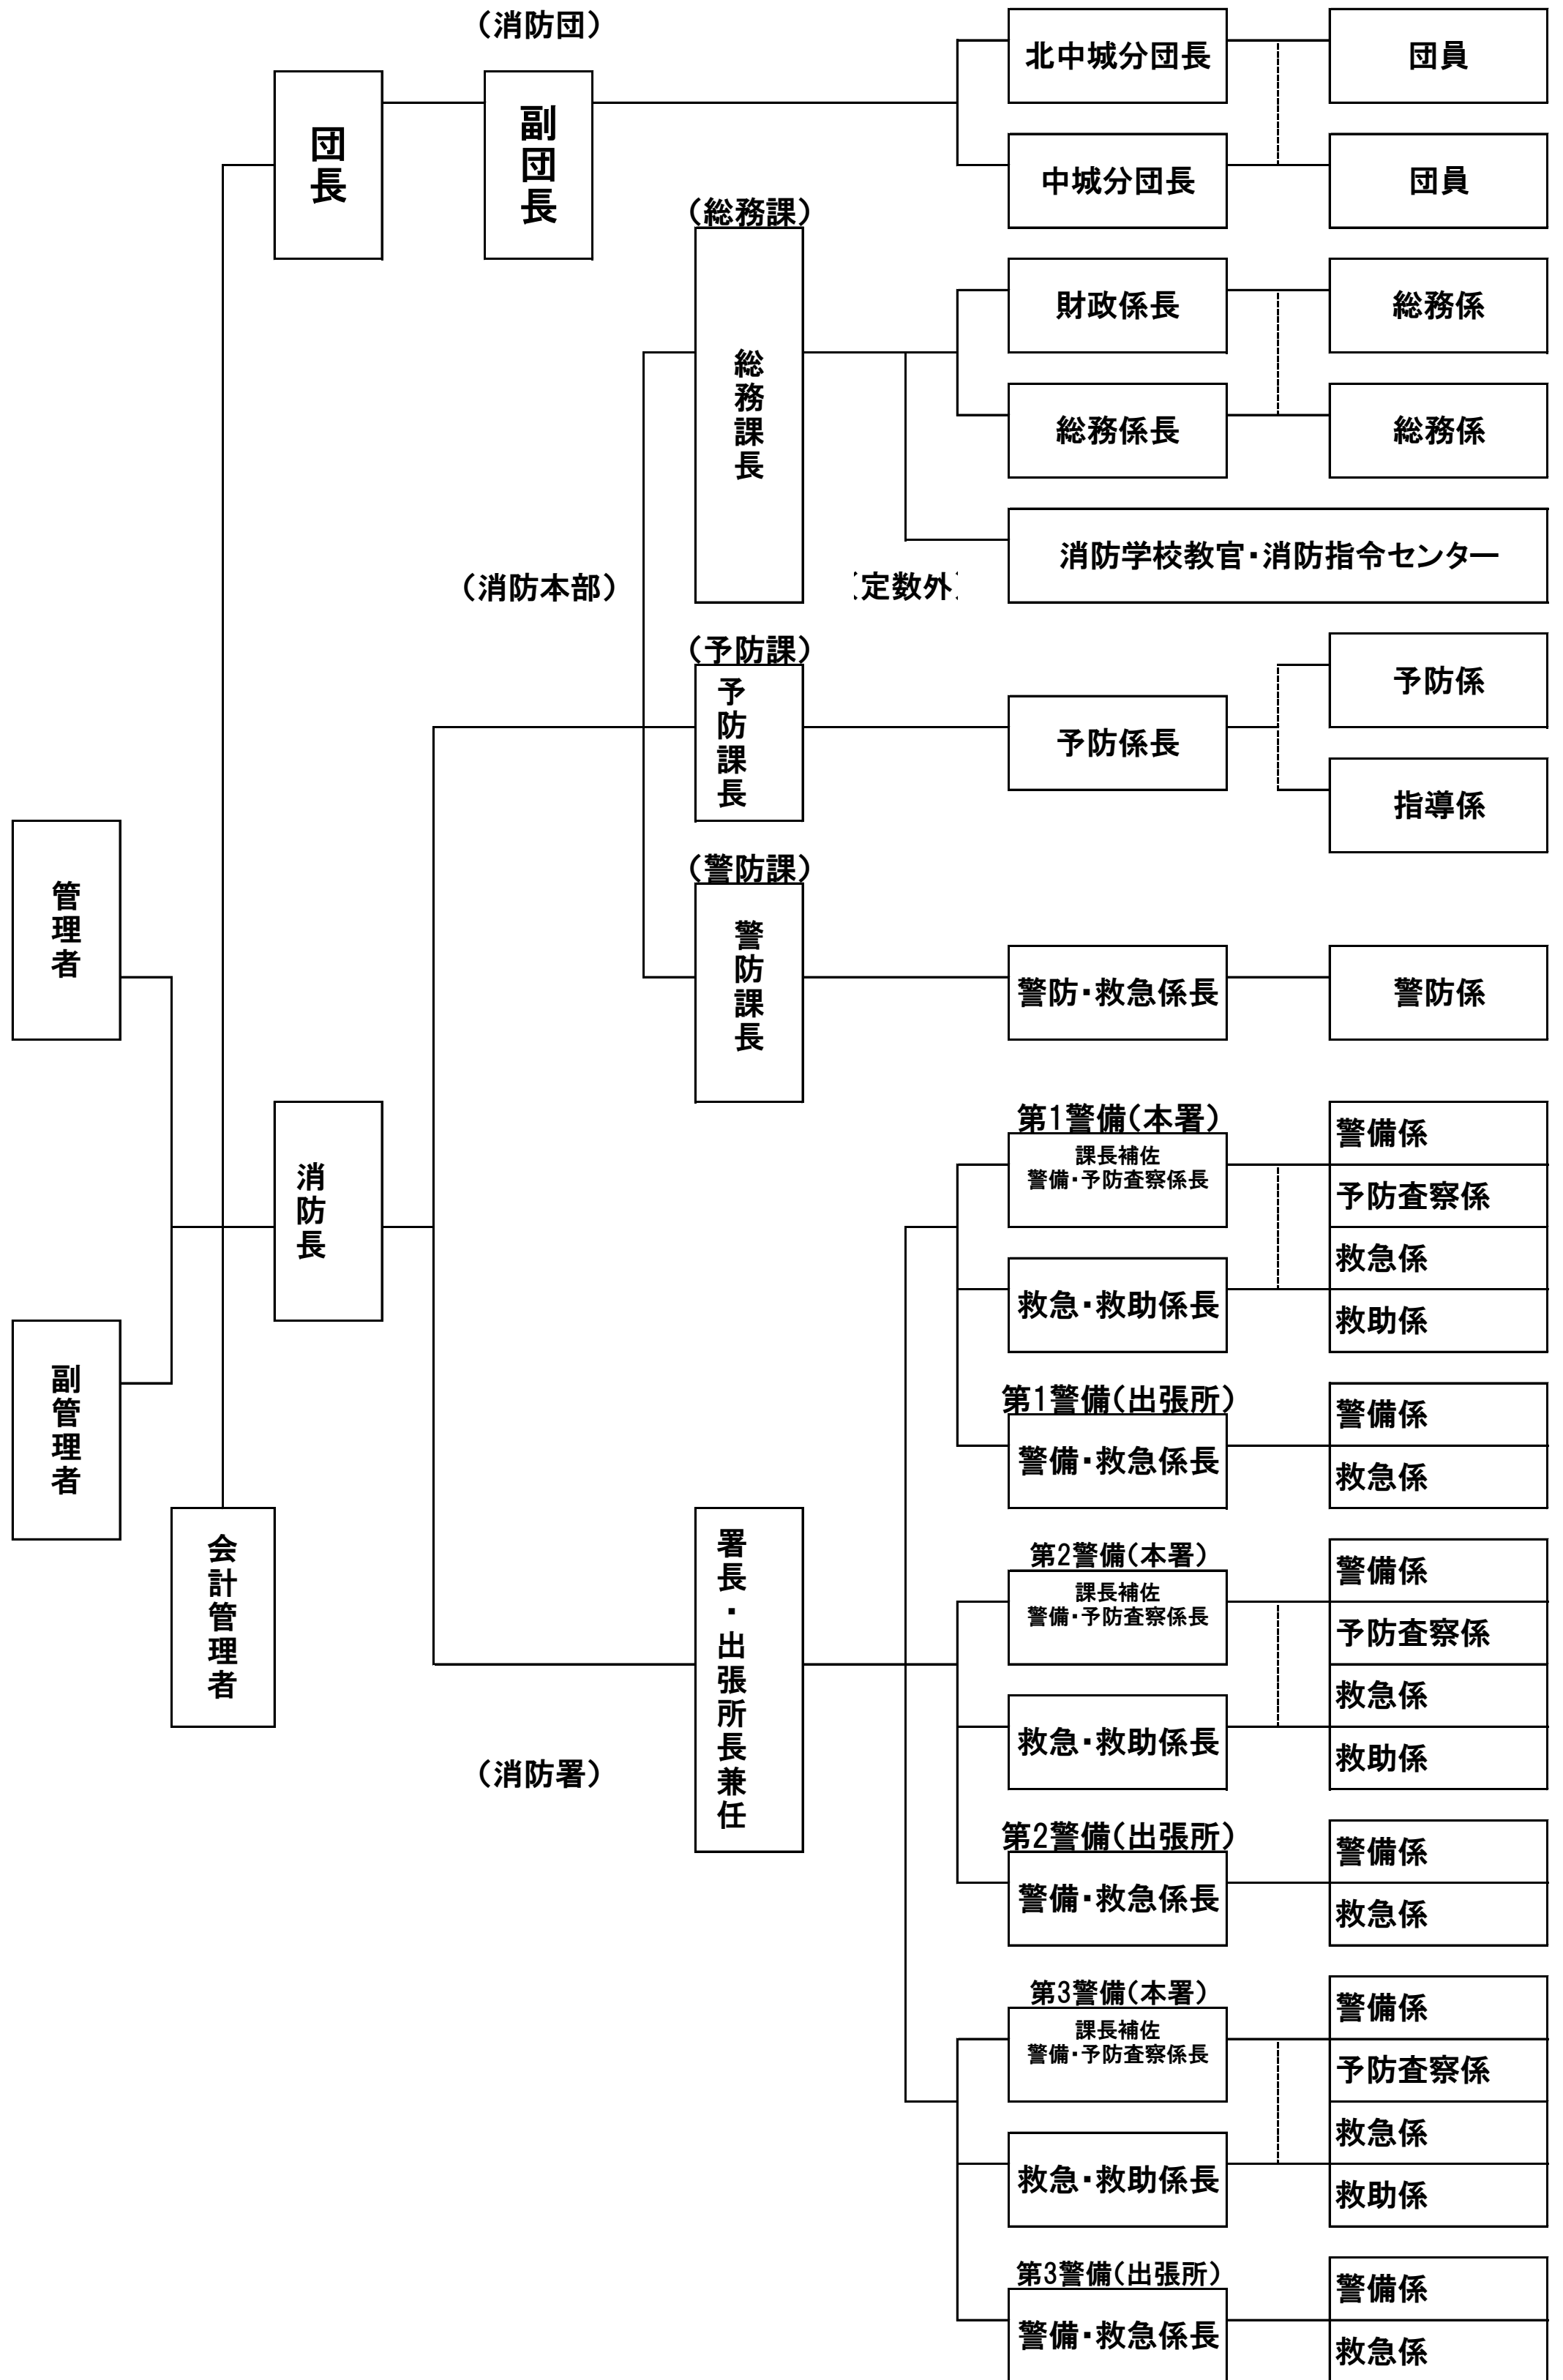 （消防団）
北中城分団長
団員
団長
副団長
中城分団長
団員
（総務課）
総務課長
財政係長
総務係
総務係長
総務係
消防学校教官・消防指令センター
（消防本部）
（定数外）
（予防課）
予防課長
予防係長
予防係
指導係
（警防課）
警防課長
警防・救急係長
警防係
管理者
副管理者
会計管理者
消防長
第1警備（本署）
課長補佐
警備・予防査察係長
警備係
予防査察係
救急・救助係長
救急係
救助係
第1警備（出張所）
警備・救急係長
警備係
救急係
署長・出張所長兼任
（消防署）
第2警備（本署）
課長補佐
警備・予防査察係長
警備係
予防査察係
救急・救助係長
救急係
救助係
第2警備（出張所）
警備・救急係長
警備係
救急係
第3警備（本署）
課長補佐
警備・予防査察係長
警備係
予防査察係
救急・救助係長
救急係
救助係
第3警備（出張所）
警備・救急係長
警備係
救急係